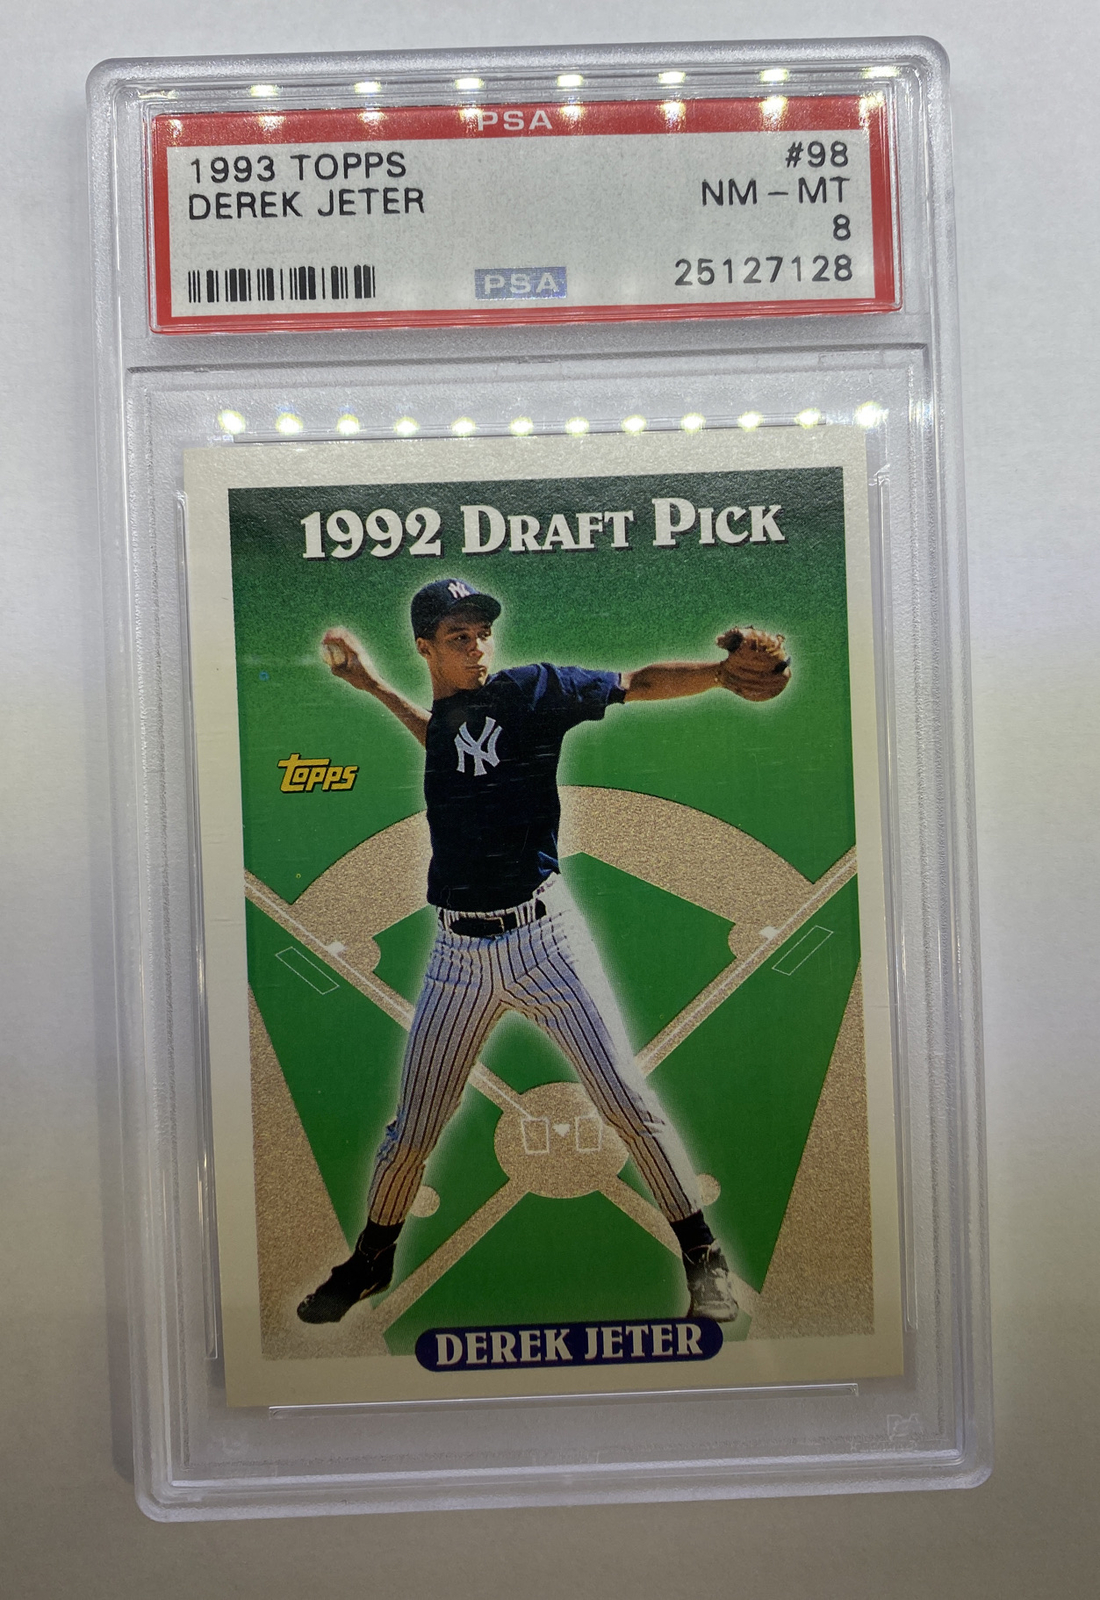 PSA
1993 TOPPS #98
DEREK JETER NM - MT
8
PSA 25127128
1992 DRAFT PICK
NY
NY
TOPPS
DEREK JETER